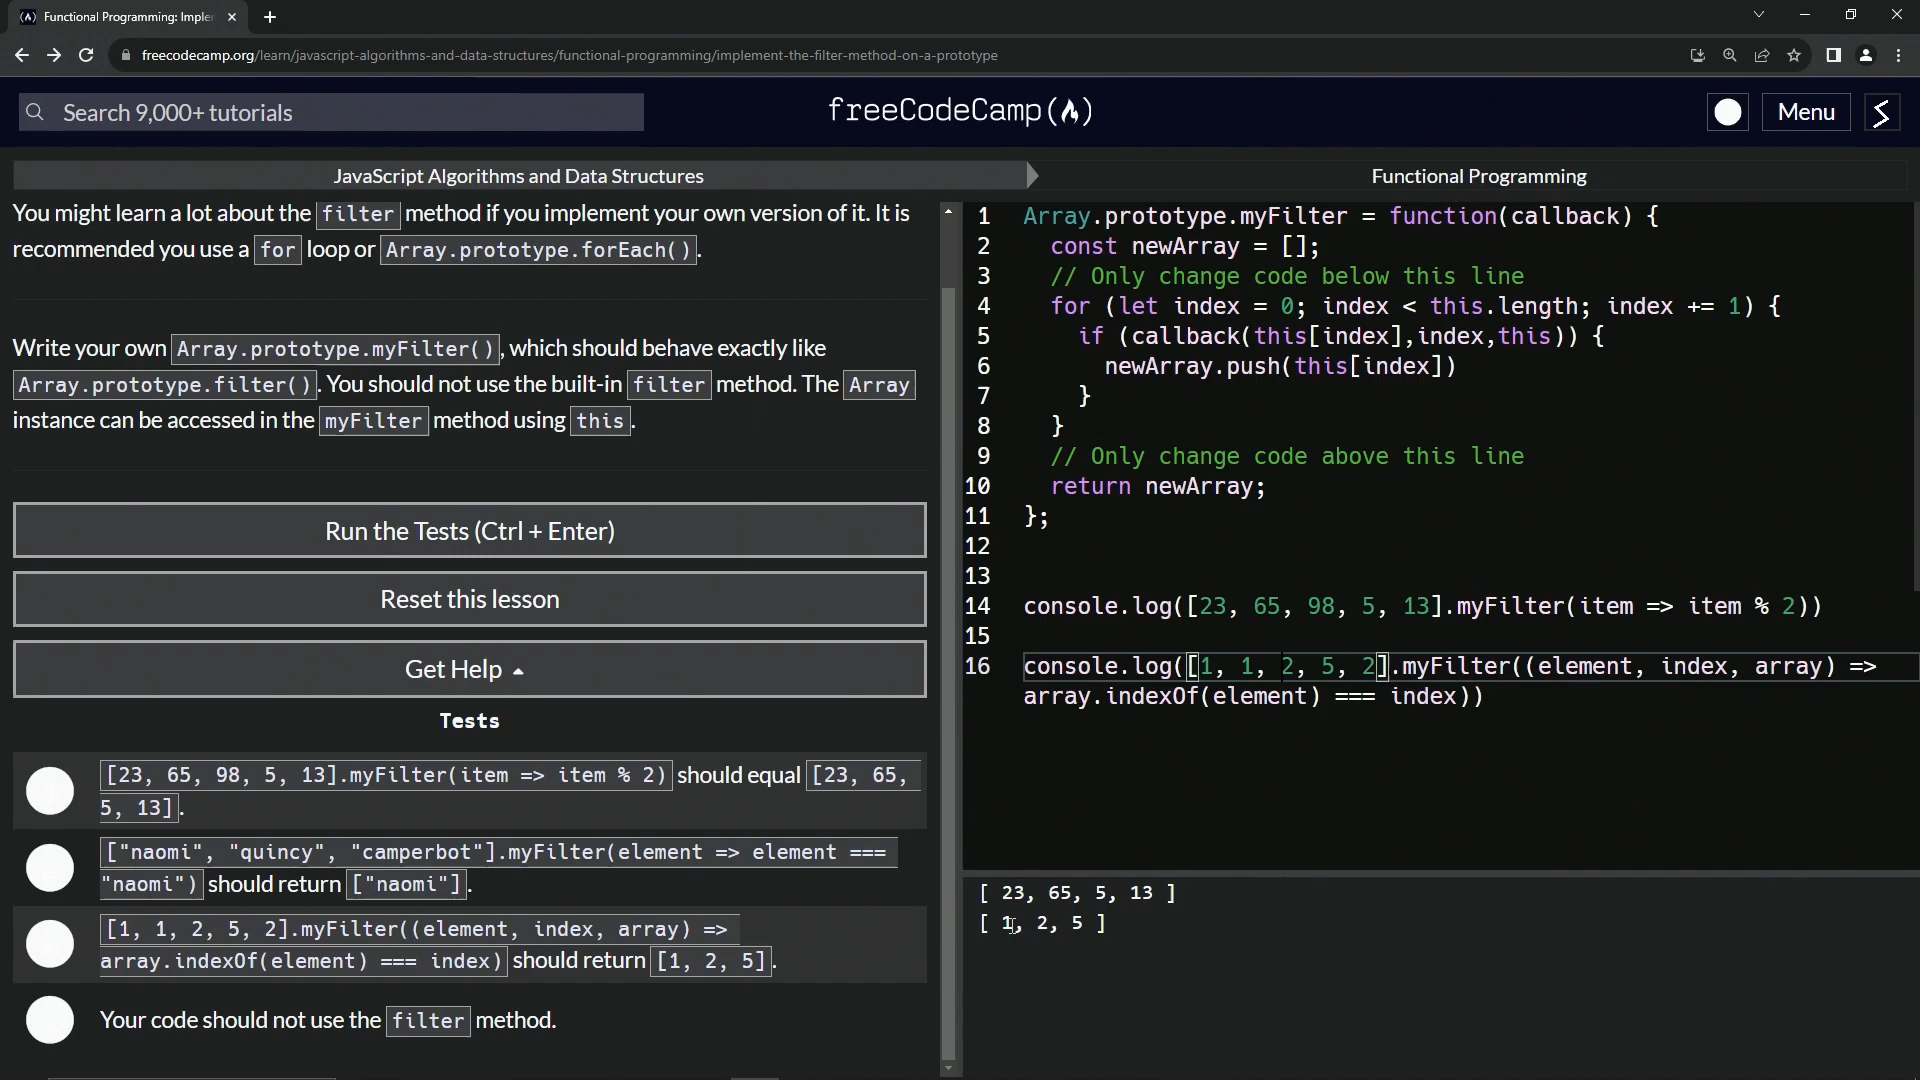 Functional Programming: Imple
freecodecamp.org/learn/javascript-algorithms-and-data-structures/functional-programming/implement-the-filter-method-on-a-prototype
Search 9,000+ tutorials
freeCodeCamp
Menu
JavaScript Algorithms and Data Structures
Functional Programming
You might learn a lot about the filter method if you implement your own version of it. It is
recommended you use a for loop or Array.prototype.forEach().
Write your own Array.prototype.myFilter(), which should behave exactly like
Array.prototype.filter(). You should not use the built-in filter method. The Array
instance can be accessed in the myFilter method using this.
Run the Tests (Ctrl + Enter)
Reset this lesson
Get Help
Tests
[23, 65, 98, 5, 13].myFilter(item => item % 2) should equal [23, 65,
5, 13].
["naomi", "quincy", "camperbot"].myFilter(element => element ===
"naomi") should return ["naomi"].
[1, 1, 2, 5, 2].myFilter((element, index, array) =>
array.indexOf(element) === index) should return [1, 2, 5].
Your code should not use the filter method.
1 Array.prototype.myFilter = function(callback) {
2 const newArray = [];
3 // Only change code below this line
4 for (let index = 0; index < this.length; index += 1) {
5 if (callback(this[index],index,this)) {
6 newArray.push(this[index])
7 }
8 }
9 // Only change code above this line
10 return newArray;
11 };
12
13
14 console.log([23, 65, 98, 5, 13].myFilter(item => item % 2))
15
16 console.log([1, 1, 2, 5, 2].myFilter((element, index, array) =>
array.indexOf(element) === index))
[ 23, 65, 5, 13 ]
[ 1, 2, 5 ]